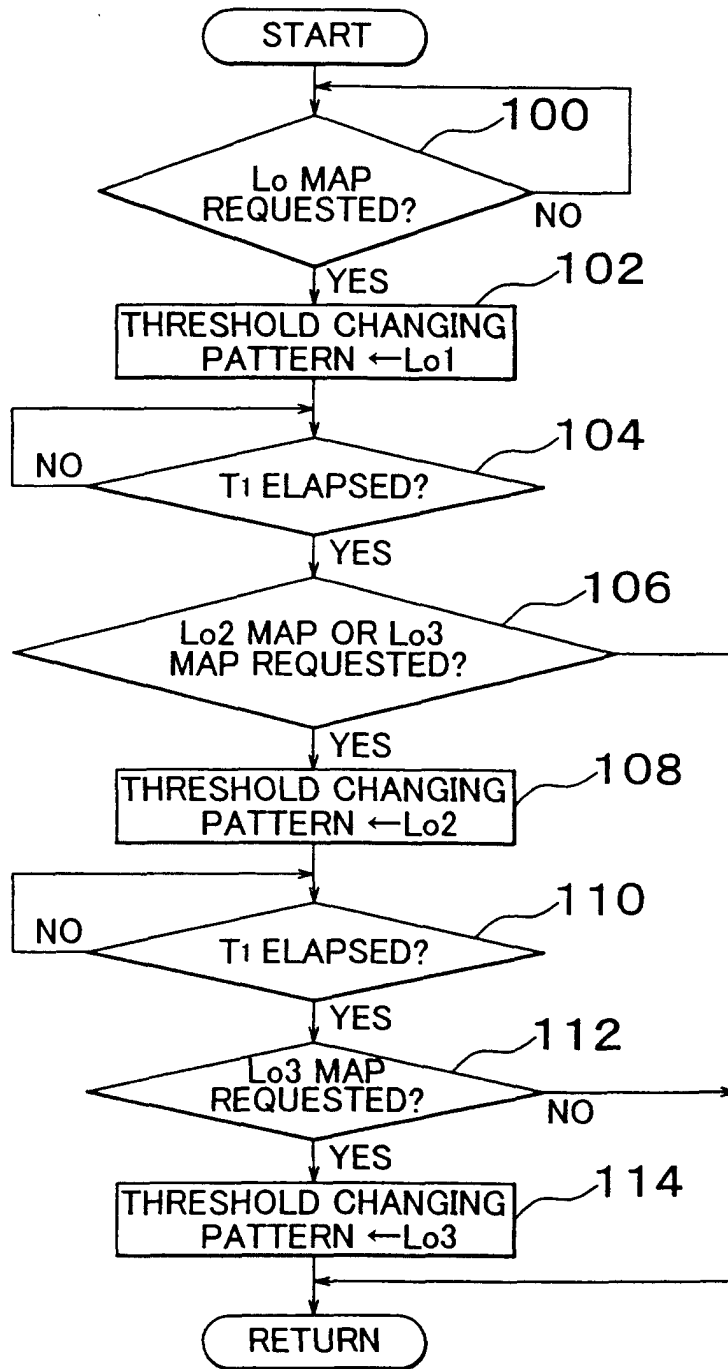 START
100
Lo MAP
REQUESTED?
NO
YES
102
THRESHOLD CHANGING
PATTERN ←Lo1
104
NO
T1 ELAPSED?
YES
106
Lo2 MAP OR Lo3
MAP REQUESTED?
YES
108
THRESHOLD CHANGING
PATTERN ←Lo2
110
NO
T1 ELAPSED?
YES
112
Lo3 MAP
REQUESTED?
NO
YES
114
THRESHOLD CHANGING
PATTERN ←Lo3
RETURN